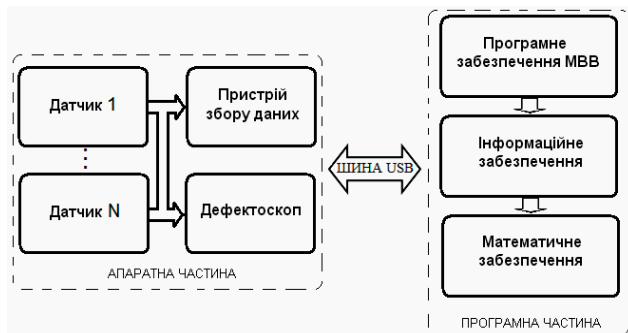 Датчик 1
Пристрій
збору даних
⋮
Датчик N
Дефектоскоп
АПАРАТНА ЧАСТИНА
ШИНА USB
Програмне
забезпечення МВВ
Інформаційне
забезпечення
Математичне
забезпечення
ПРОГРАМНА ЧАСТИНА